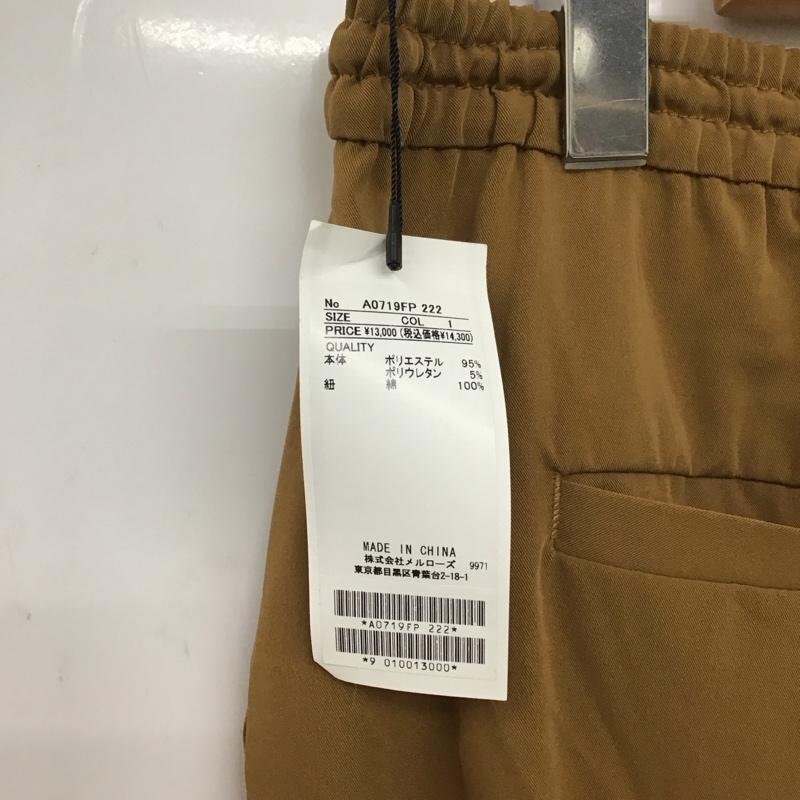 No A0719FP 222
SIZE COL 1
PRICE ¥13,000 (税込価格¥14,300)
QUALITY
本体 ポリエステル 95%
ポリウレタン 5%
紐 綿 100%
MADE IN CHINA
株式会社メルローズ 9971
東京都目黒区青葉台2-18-1
*A0719FP 222*
*9 010013000*